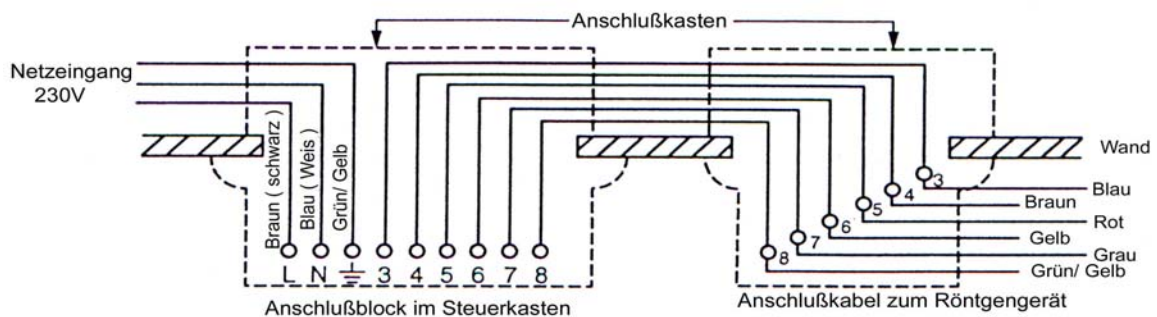 Anschlußkasten
Netzeingang
230V
Braun ( schwarz )
Blau ( Weis )
Grün/ Gelb
Wand
3
4
5
6
7
8
Blau
Braun
Rot
Gelb
Grau
Grün/ Gelb
L N 3 4 5 6 7 8
Anschlußblock im Steuerkasten
Anschlußkabel zum Röntgengerät